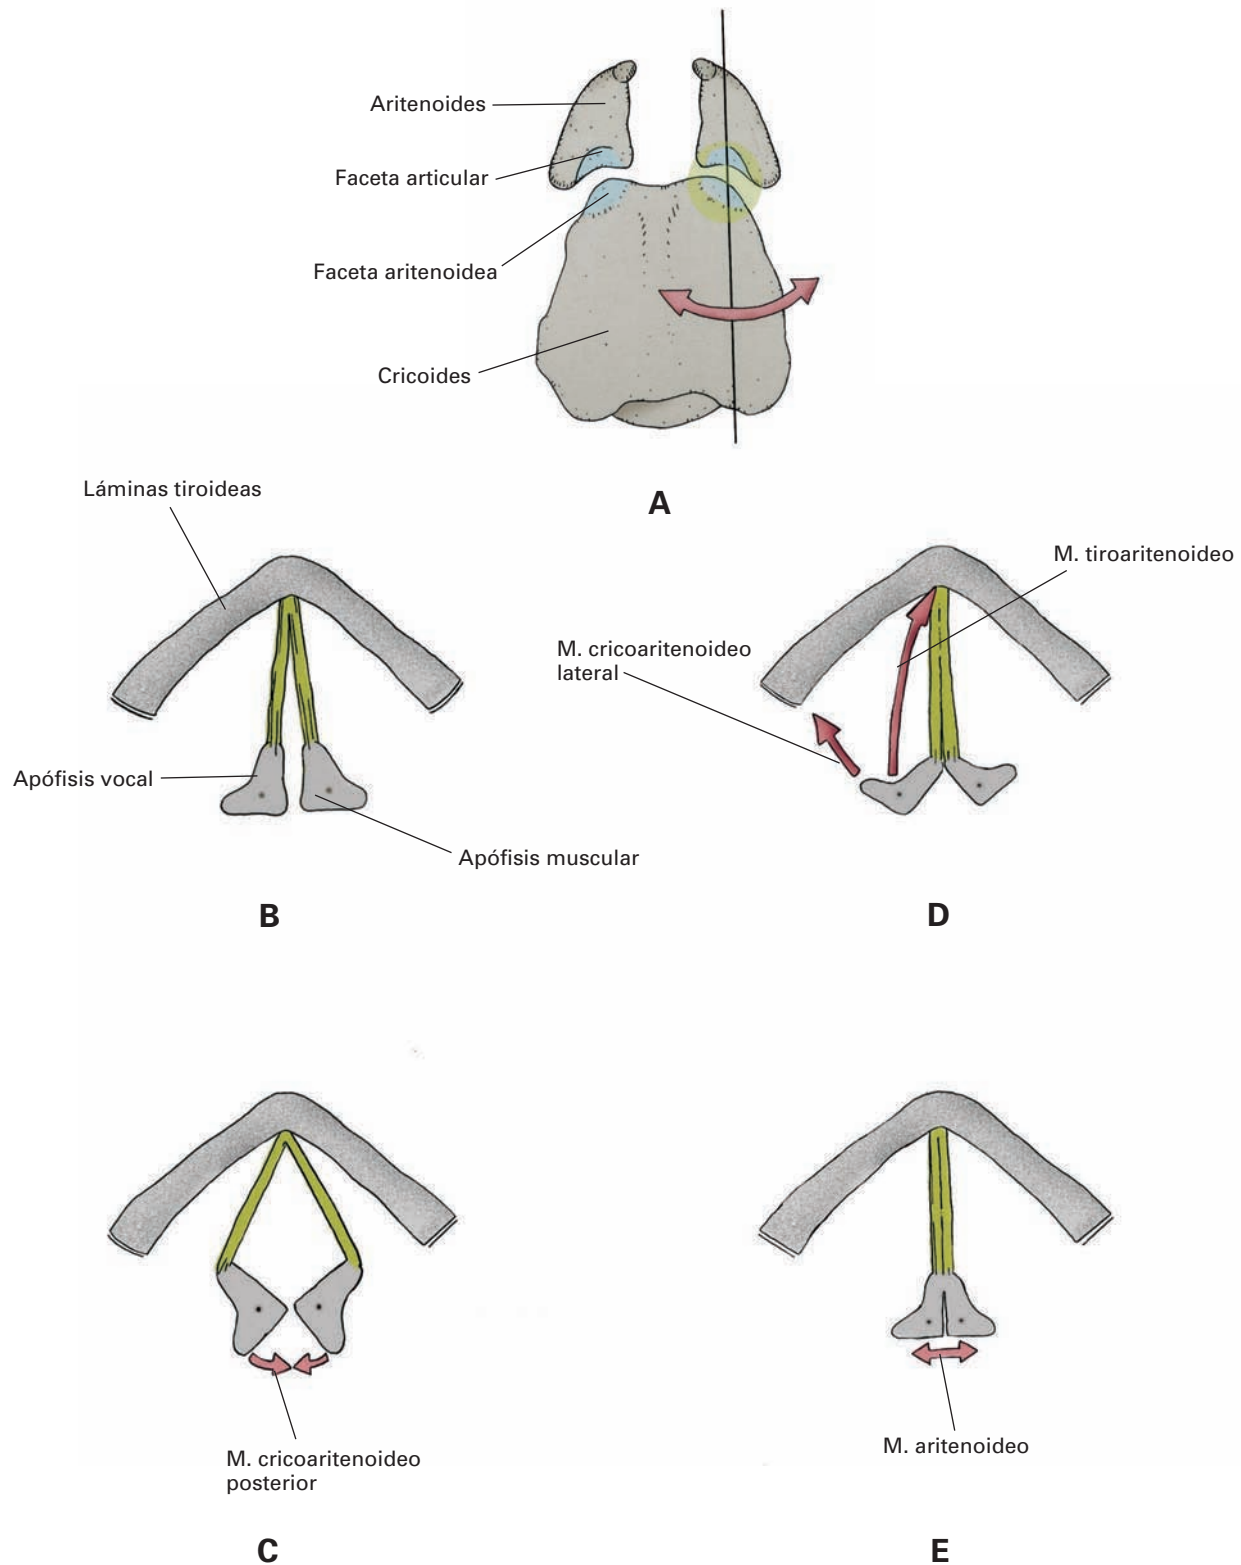 Aritenoides
Faceta articular
Faceta aritenoidea
Cricoides
A
Láminas tiroideas
Apófisis vocal
Apófisis muscular
B
M. tiroaritenoideo
M. cricoaritenoideo
lateral
D
M. cricoaritenoideo
posterior
C
M. aritenoideo
E